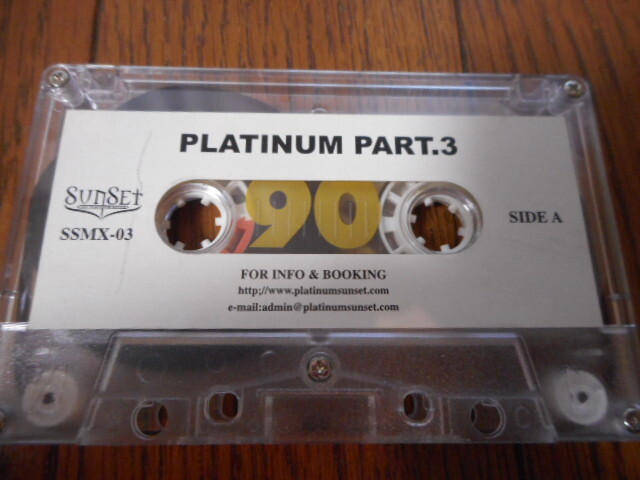 PLATINUM PART.3
SUNSET
SSMX-03
90
SIDE A
FOR INFO & BOOKING
http;//www.platinumsunset.com
e-mail:admin@platinumsunset.com